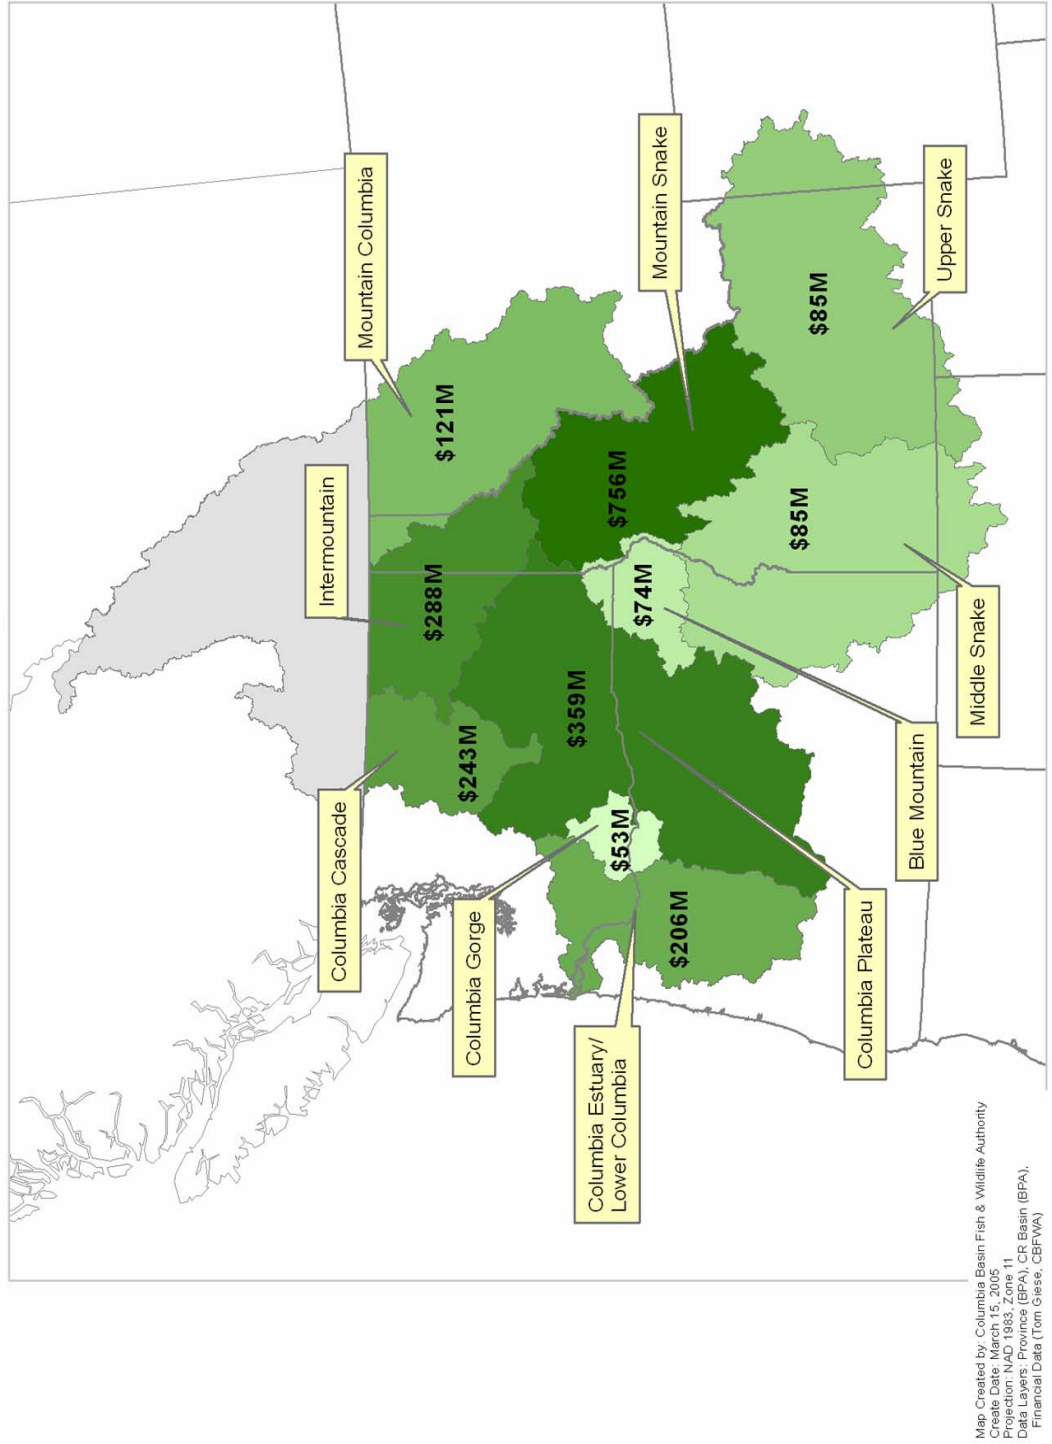 Mountain Columbia
Intermountain
Columbia Cascade
Columbia Gorge
Columbia Estuary/
Lower Columbia
Mountain Snake
Upper Snake
Middle Snake
Blue Mountain
Columbia Plateau
$121M
$288M
$243M
$359M
$756M
$53M
$74M
$206M
$85M
$85M
Map Created by: Columbia Basin Fish & Wildlife Authority
Create Date: March 15, 2005
Projection: NAD 1983, Zone 11
Data Layers: Province (BPA), CR Basin (BPA),
Financial Data (Tom Giese, CBFWA)